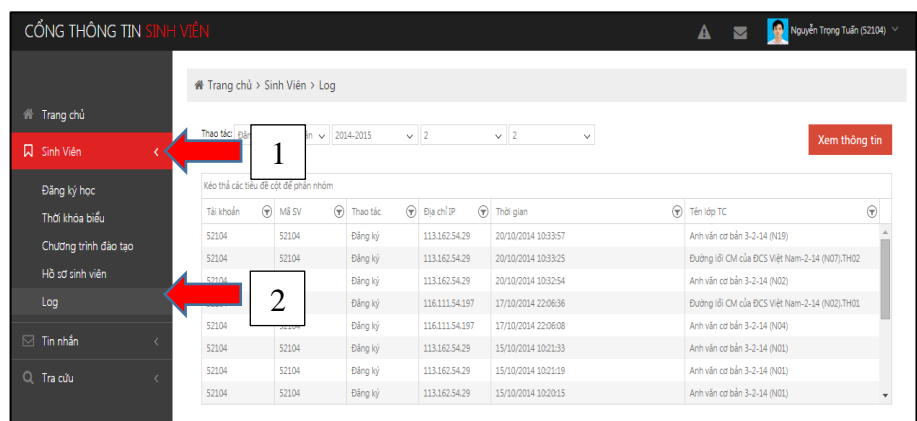 CỔNG THÔNG TIN SINH VIÊN
Nguyễn Trọng Tuấn (52104)
Trang chủ > Sinh Viên > Log
Trang chủ
Sinh Viên
Đăng ký học
Thời khóa biểu
Chương trình đào tạo
Hồ sơ sinh viên
Log
Tin nhắn
Tra cứu
1
2
Thao tác: 2014-2015 2 2 Xem thông tin
Kéo thả các tiêu đề cột để phân nhóm
Tài khoản Mã SV Thao tác Địa chỉ IP Thời gian Tên lớp TC
52104 52104 Đăng ký 113.162.54.29 20/10/2014 10:33:57 Anh văn cơ bản 3-2-14 (N19)
52104 52104 Đăng ký 113.162.54.29 20/10/2014 10:33:25 Đường lối CM của ĐCS Việt Nam-2-14 (N07).TH02
52104 52104 Đăng ký 113.162.54.29 20/10/2014 10:32:54 Anh văn cơ bản 3-2-14 (N02)
Đăng ký 116.111.54.197 17/10/2014 22:06:36 Đường lối CM của ĐCS Việt Nam-2-14 (N02).TH01
52104 52104 Đăng ký 116.111.54.197 17/10/2014 22:06:08 Anh văn cơ bản 3-2-14 (N04)
52104 52104 Đăng ký 113.162.54.29 15/10/2014 10:21:33 Anh văn cơ bản 3-2-14 (N01)
52104 52104 Đăng ký 113.162.54.29 15/10/2014 10:21:19 Anh văn cơ bản 3-2-14 (N01)
52104 52104 Đăng ký 113.162.54.29 15/10/2014 10:20:15 Anh văn cơ bản 3-2-14 (N01)